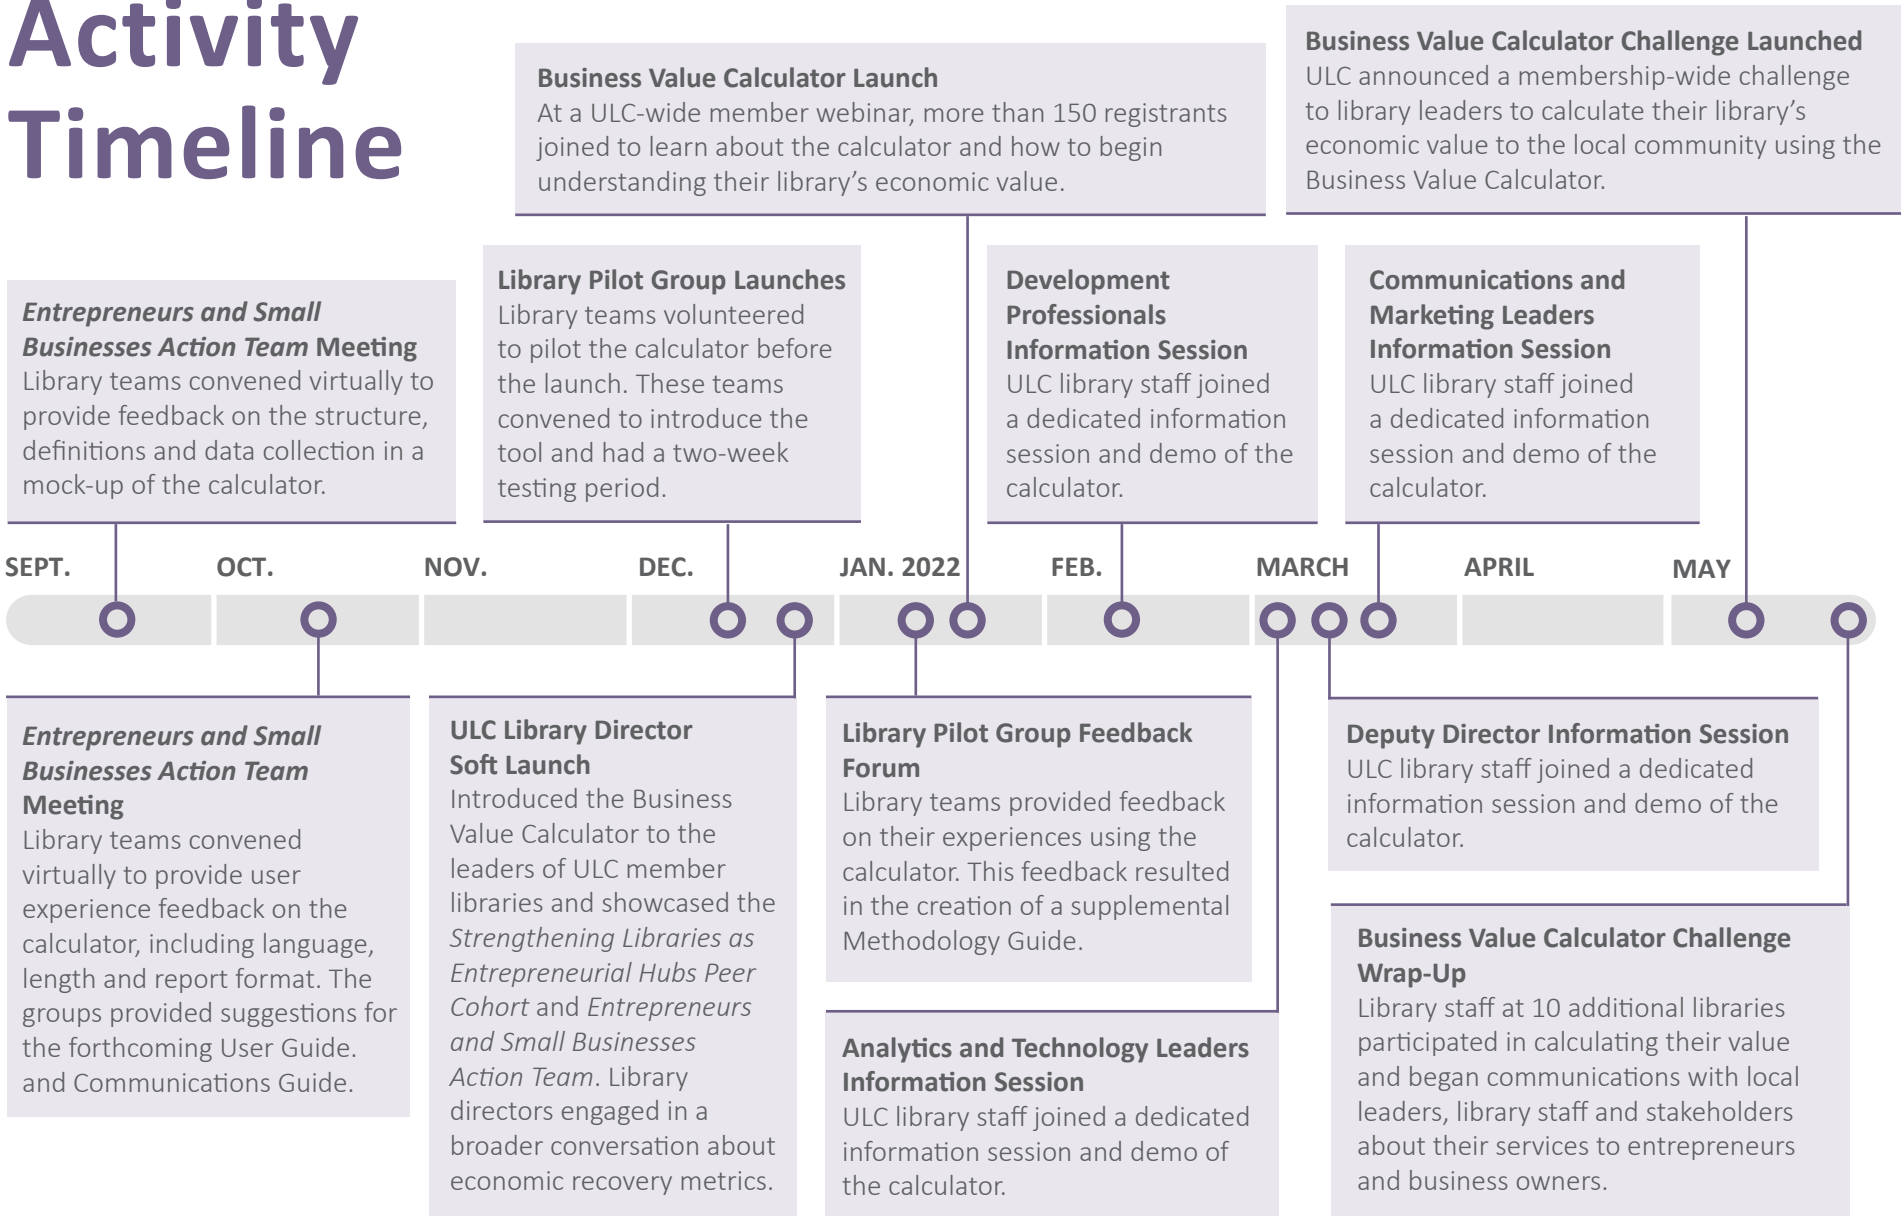 Activity
Timeline
Business Value Calculator Launch
At a ULC-wide member webinar, more than 150 registrants
joined to learn about the calculator and how to begin
understanding their library’s economic value.
Business Value Calculator Challenge Launched
ULC announced a membership-wide challenge
to library leaders to calculate their library’s
economic value to the local community using the
Business Value Calculator.
Entrepreneurs and Small
Businesses Action Team Meeting
Library teams convened virtually to
provide feedback on the structure,
definitions and data collection in a
mock-up of the calculator.
Library Pilot Group Launches
Library teams volunteered
to pilot the calculator before
the launch. These teams
convened to introduce the
tool and had a two-week
testing period.
Development
Professionals
Information Session
ULC library staff joined
a dedicated information
session and demo of the
calculator.
Communications and
Marketing Leaders
Information Session
ULC library staff joined
a dedicated information
session and demo of the
calculator.
SEPT.
OCT.
NOV.
DEC.
JAN. 2022
FEB.
MARCH
APRIL
MAY
Entrepreneurs and Small
Businesses Action Team
Meeting
Library teams convened
virtually to provide user
experience feedback on the
calculator, including language,
length and report format. The
groups provided suggestions for
the forthcoming User Guide.
and Communications Guide.
ULC Library Director
Soft Launch
Introduced the Business
Value Calculator to the
leaders of ULC member
libraries and showcased the
Strengthening Libraries as
Entrepreneurial Hubs Peer
Cohort and Entrepreneurs
and Small Businesses
Action Team. Library
directors engaged in a
broader conversation about
economic recovery metrics.
Library Pilot Group Feedback
Forum
Library teams provided feedback
on their experiences using the
calculator. This feedback resulted
in the creation of a supplemental
Methodology Guide.
Analytics and Technology Leaders
Information Session
ULC library staff joined a dedicated
information session and demo of
the calculator.
Deputy Director Information Session
ULC library staff joined a dedicated
information session and demo of the
calculator.
Business Value Calculator Challenge
Wrap-Up
Library staff at 10 additional libraries
participated in calculating their value
and began communications with local
leaders, library staff and stakeholders
about their services to entrepreneurs
and business owners.